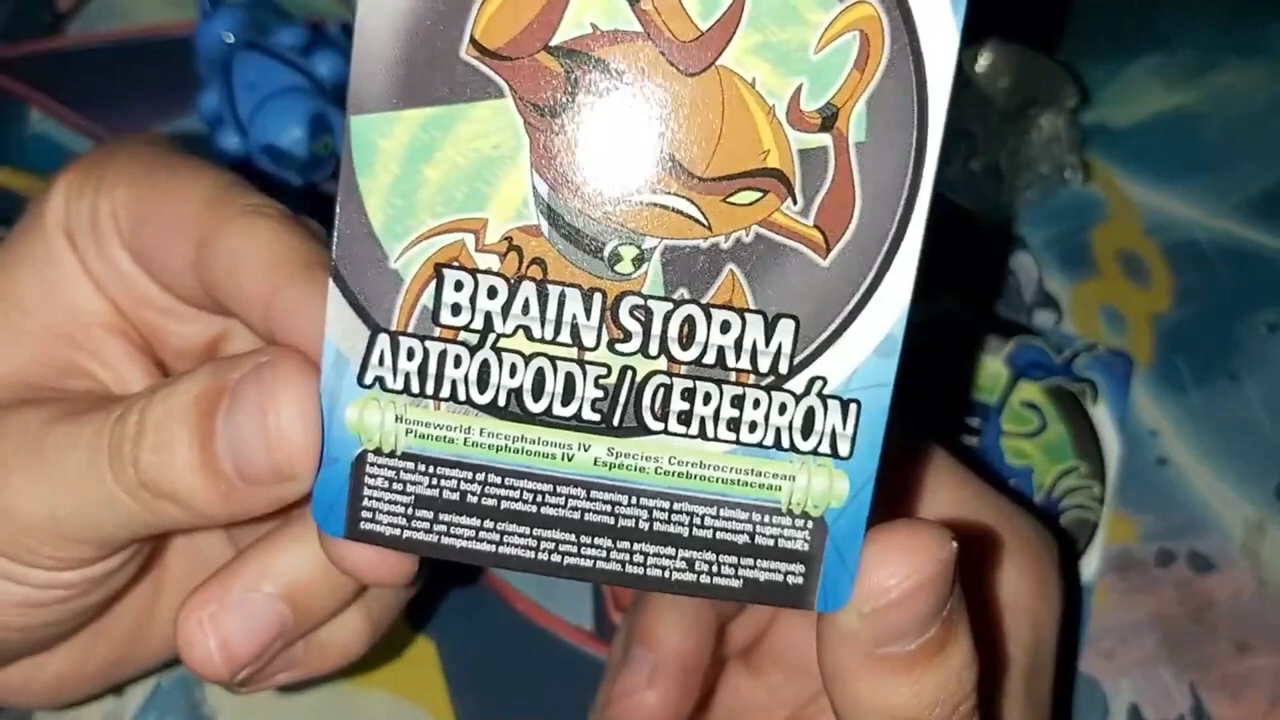 BRAIN STORM
ARTRÓPODE / CEREBRÓN
Homeworld: Encephalonus IV Species: Cerebrocrustacean
Planeta: Encephalonus IV Espécie: Cerebrocrustacean
Brainstorm is a creature of the crustacean variety, meaning a marino arthropod similar to a crab or a
lobster, having a soft body covered by a hard protective coating. Not only is Brainstorm super-smart,
heÆs so brilliant that he can produce electrical storms just by thinking hard enough. Now thatÆs
brainpower!
Artrópode é uma variedade de criatura crustácea, ou seja, um artóprode parecido com um caranguejo
ou lagosta, com um corpo mole coberto por uma casca dura de proteção. Ele é tão inteligente que
consegue produzir tempestades elétricas só de pensar muito. Isso sim é poder da mente!